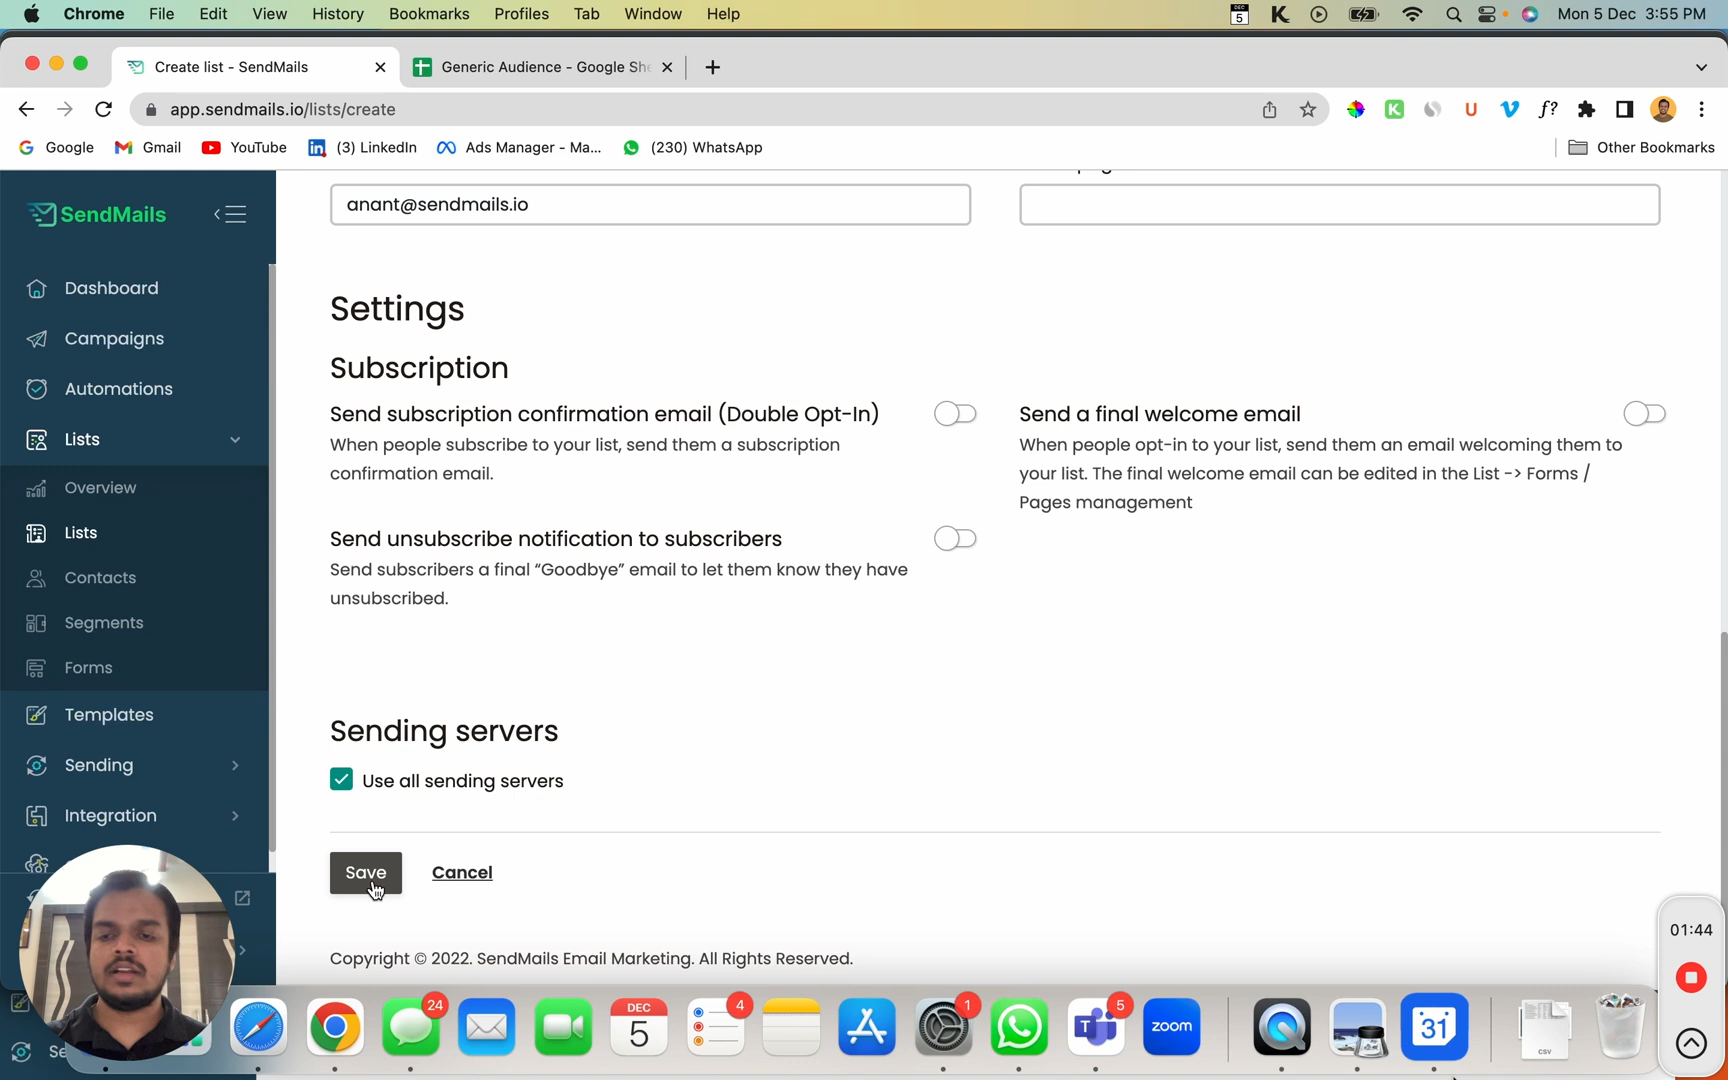 Chrome File Edit View History Bookmarks Profiles Tab Window Help
DEC 5 K Mon 5 Dec 3:55 PM
Create list - SendMails
Generic Audience - Google She
app.sendmails.io/lists/create
K U f?
G Google Gmail YouTube in (3) LinkedIn Ads Manager - Ma... (230) WhatsApp Other Bookmarks
SendMails
anant@sendmails.io
Dashboard
Campaigns
Automations
Lists
Overview
Lists
Contacts
Segments
Forms
Templates
Sending
Integration
Settings
Subscription
Send subscription confirmation email (Double Opt-In)
When people subscribe to your list, send them a subscription
confirmation email.
Send a final welcome email
When people opt-in to your list, send them an email welcoming them to
your list. The final welcome email can be edited in the List -> Forms /
Pages management
Send unsubscribe notification to subscribers
Send subscribers a final “Goodbye” email to let them know they have
unsubscribed.
Sending servers
Use all sending servers
Save Cancel
Copyright © 2022. SendMails Email Marketing. All Rights Reserved.
01:44
Se
24
DEC
5
4
1
T 5
zoom
31
CSV